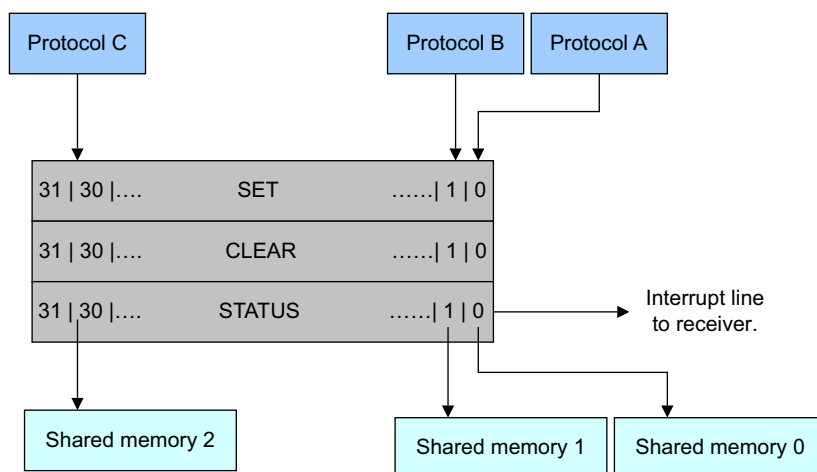 Protocol C
Protocol B
Protocol A
31 | 30 |.... SET ......| 1 | 0
31 | 30 |.... CLEAR ......| 1 | 0
31 | 30 |.... STATUS ......| 1 | 0
Interrupt line
to receiver.
Shared memory 2
Shared memory 1
Shared memory 0